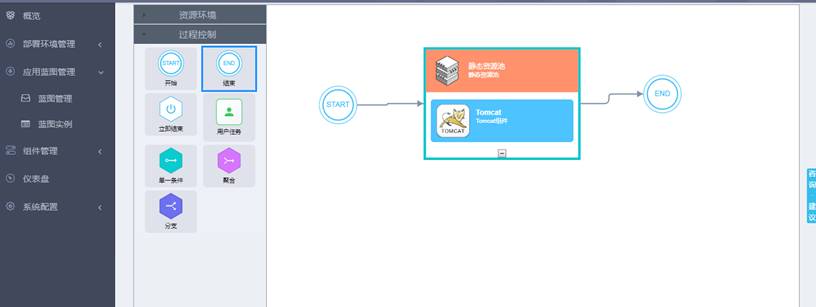 概览
部署环境管理
应用蓝图管理
蓝图管理
蓝图实例
组件管理
仪表盘
系统配置
资源环境
过程控制
START
开始
END
结束
立即结束
用户任务
单一条件
聚合
分支
START
静态资源池
静态资源池
TOMCAT
Tomcat
Tomcat组件
END
咨询
建议